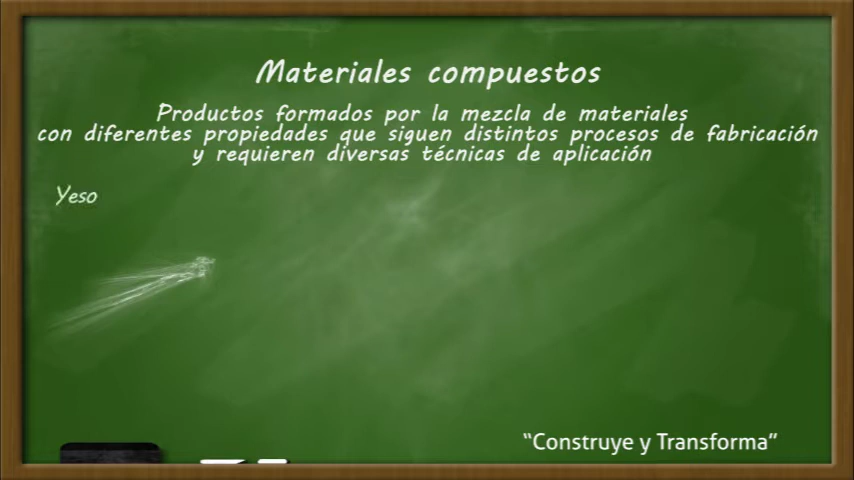 Materiales compuestos
Productos formados por la mezcla de materiales
con diferentes propiedades que siguen distintos procesos de fabricación
y requieren diversas técnicas de aplicación
Yeso
“Construye y Transforma”